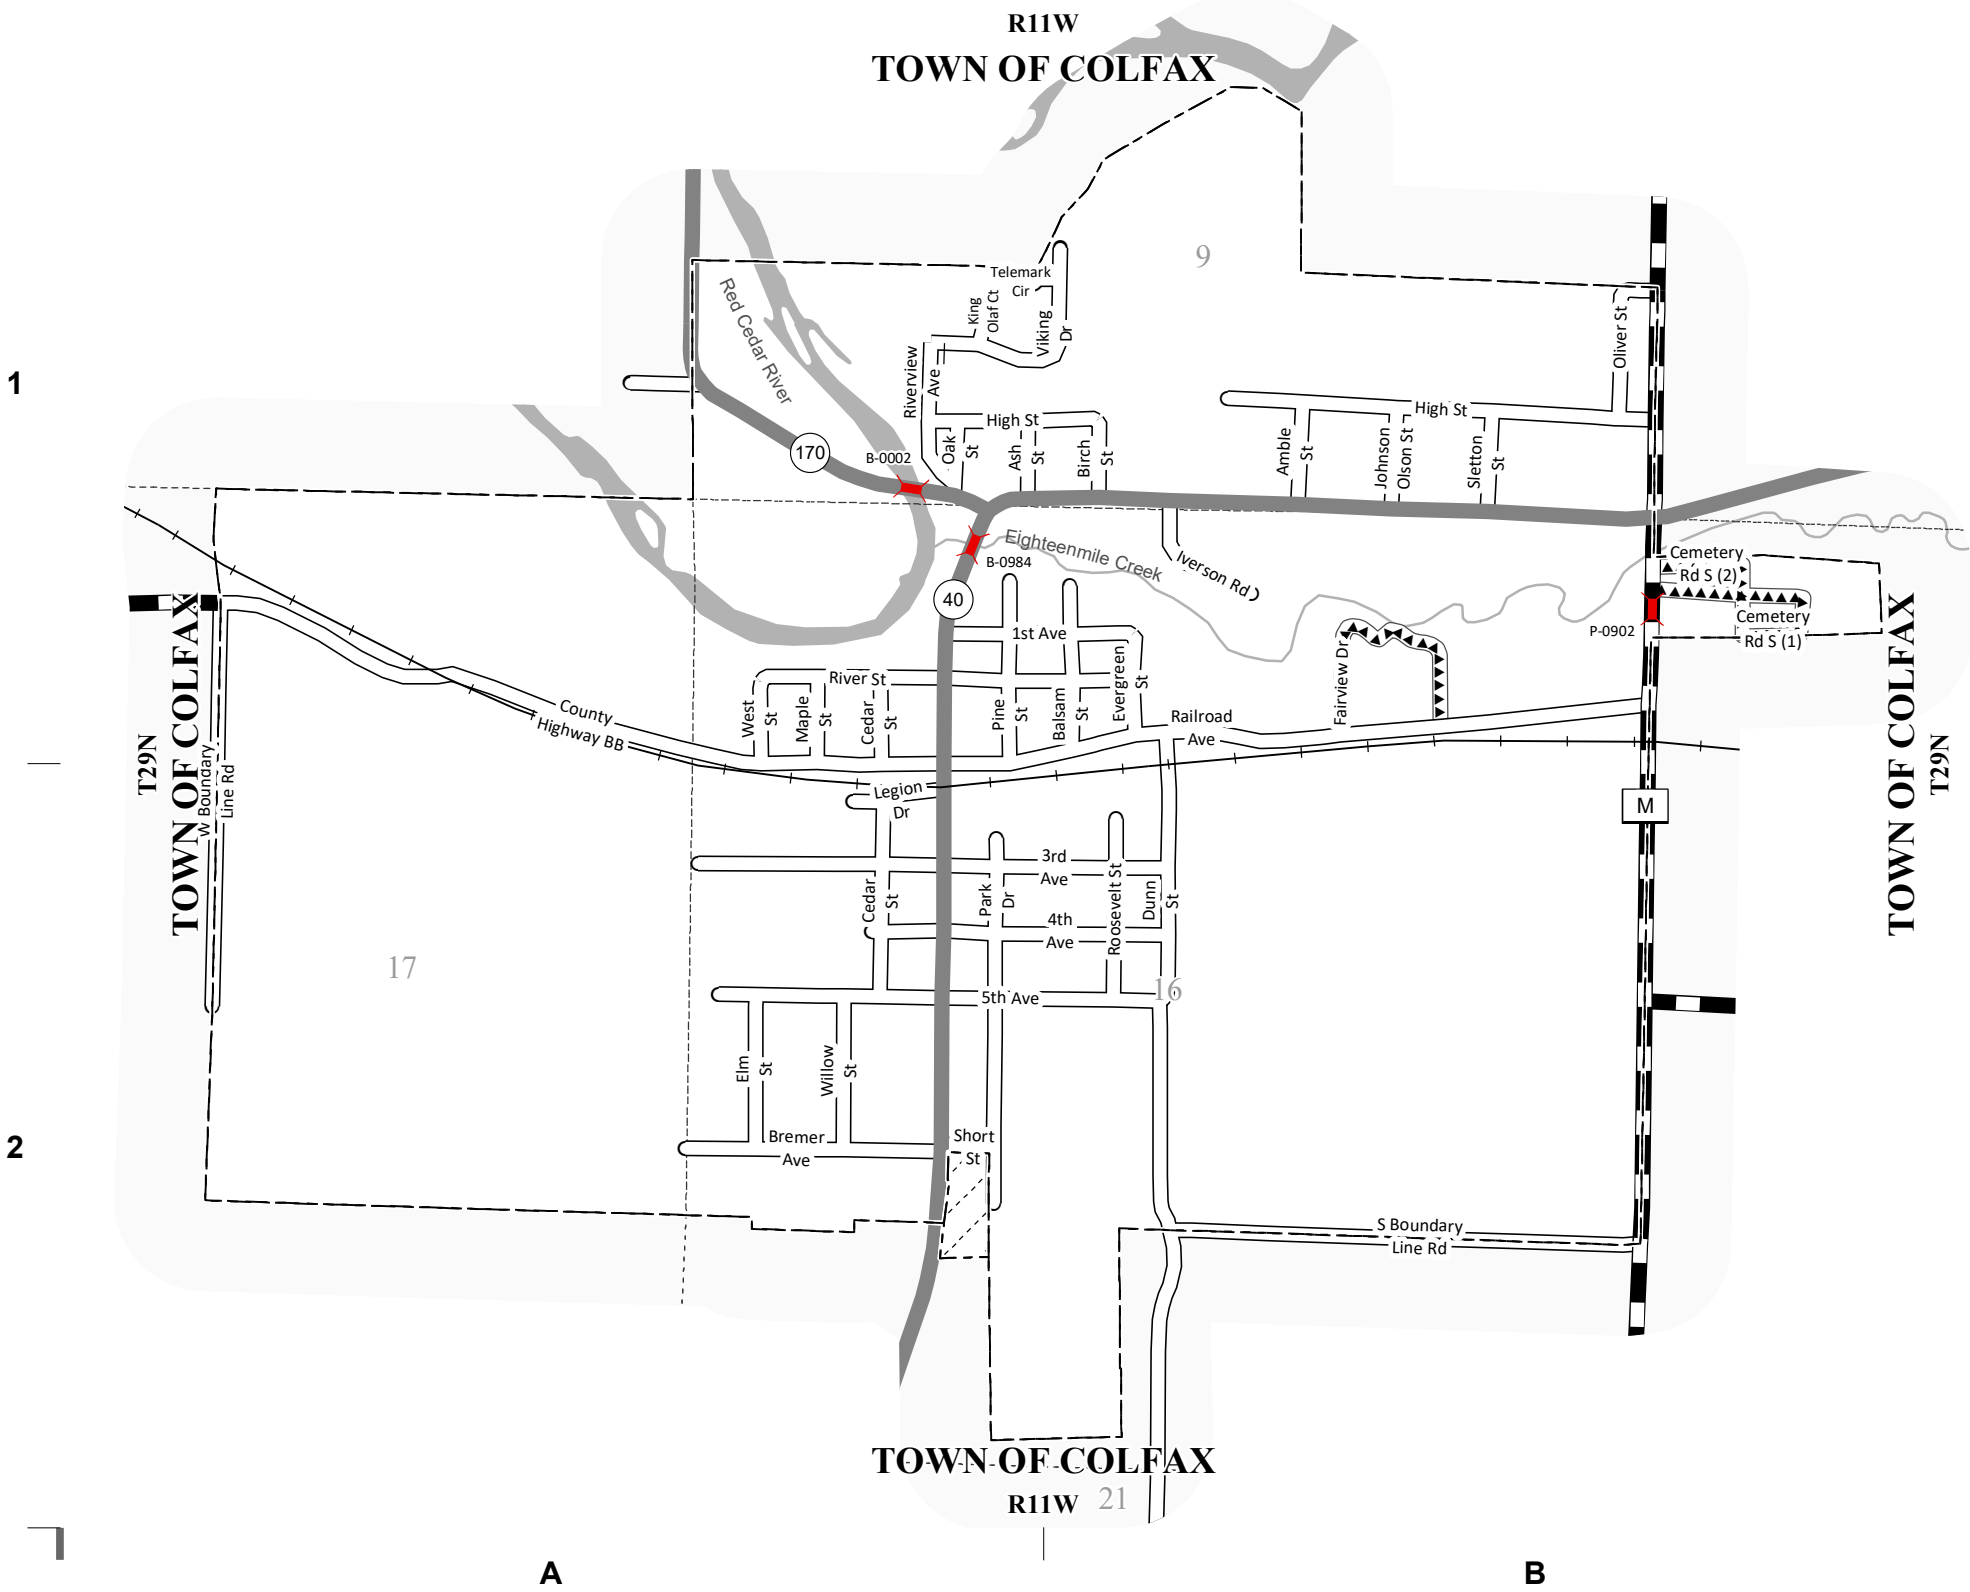 R11W
TOWN OF COLFAX
9
Telemark
Cir
King
Olaf Ct
Viking
Dr
Red Cedar River
Riverview
Ave
Oliver St
1
High St
High St
Oak
St
Ash
St
Birch
St
Amble
St
Johnson
Olson St
Sletton
St
170
B-0002
Eighteenmile Creek
B-0984
Iverson Rd
Cemetery
Rd S (2)
Cemetery
Rd S (1)
P-0902
40
1st Ave
River St
West
St
Maple
St
Cedar
St
Pine
St
Balsam
St
Evergreen
St
Fairview Dr
Railroad
Ave
County
Highway BB
T29N
TOWN OF COLFAX
W Boundary
Line Rd
TOWN OF COLFAX
T29N
Legion
Dr
M
3rd
Ave
Cedar
St
Park
Dr
Roosevelt St
Dunn
St
4th
Ave
17
16
5th Ave
Elm
St
Willow
St
2
Bremer
Ave
Short
St
S Boundary
Line Rd
TOWN OF COLFAX
R11W
21
A
B